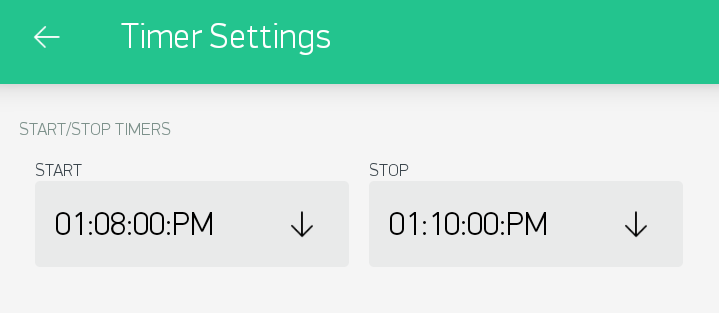 Timer Settings
START/STOP TIMERS
START STOP
01:08:00:PM 01:10:00:PM